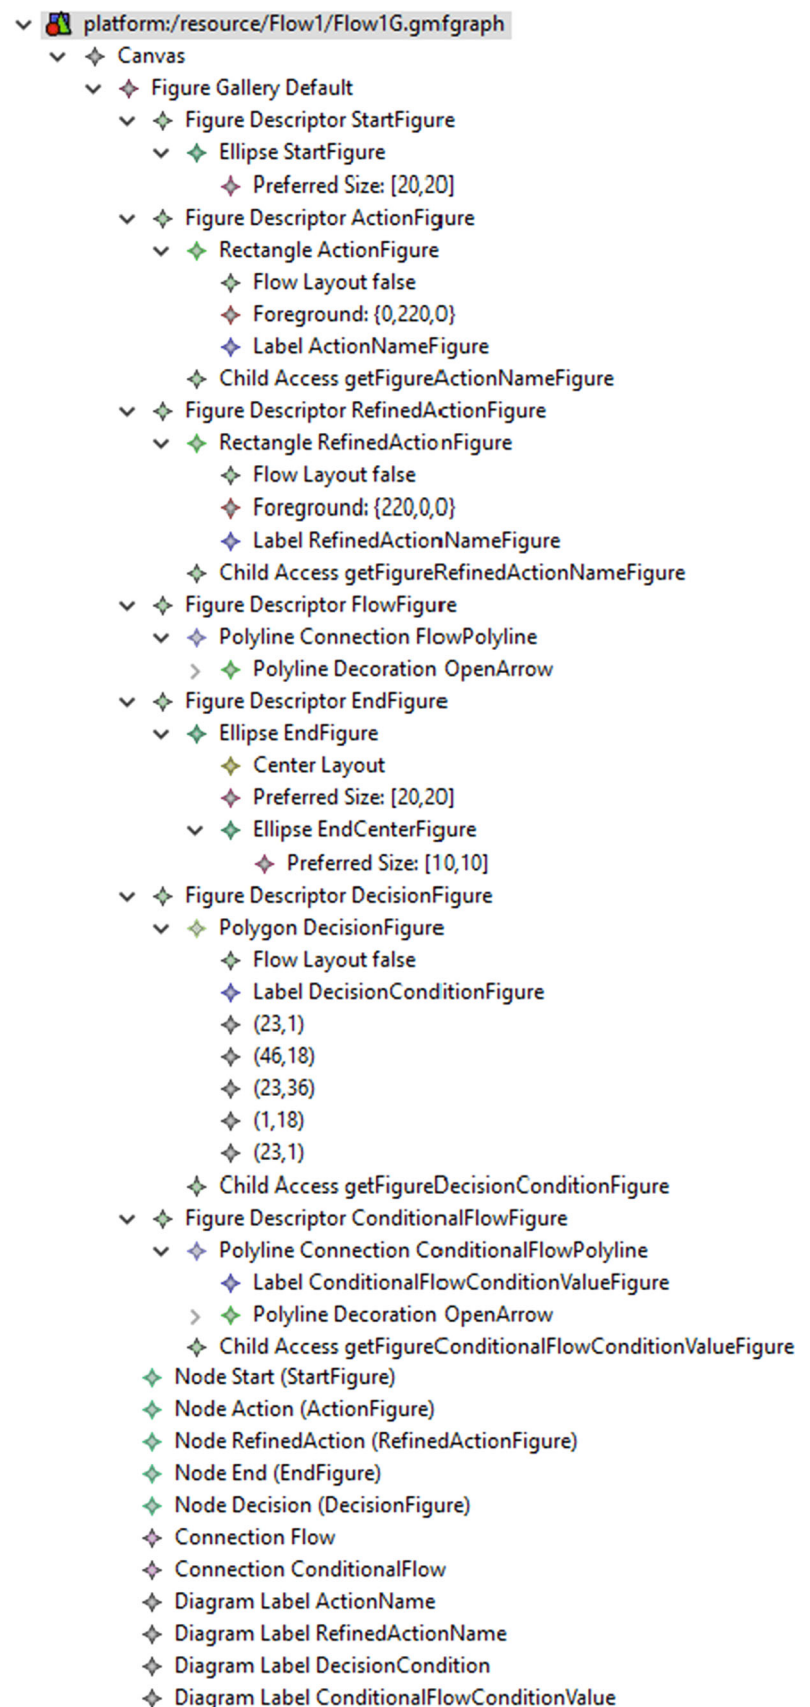 platform:/resource/Flow1/Flow1G.gmfgraph
Canvas
Figure Gallery Default
Figure Descriptor StartFigure
Ellipse StartFigure
Preferred Size: [20,20]
Figure Descriptor ActionFigure
Rectangle ActionFigure
Flow Layout false
Foreground: {0,220,0}
Label ActionNameFigure
Child Access getFigureActionNameFigure
Figure Descriptor RefinedActionFigure
Rectangle RefinedActionFigure
Flow Layout false
Foreground: {220,0,0}
Label RefinedActionNameFigure
Child Access getFigureRefinedActionNameFigure
Figure Descriptor FlowFigure
Polyline Connection FlowPolyline
Polyline Decoration OpenArrow
Figure Descriptor EndFigure
Ellipse EndFigure
Center Layout
Preferred Size: [20,20]
Ellipse EndCenterFigure
Preferred Size: [10,10]
Figure Descriptor DecisionFigure
Polygon DecisionFigure
Flow Layout false
Label DecisionConditionFigure
(23,1)
(46,18)
(23,36)
(1,18)
(23,1)
Child Access getFigureDecisionConditionFigure
Figure Descriptor ConditionalFlowFigure
Polyline Connection ConditionalFlowPolyline
Label ConditionalFlowConditionValueFigure
Polyline Decoration OpenArrow
Child Access getFigureConditionalFlowConditionValueFigure
Node Start (StartFigure)
Node Action (ActionFigure)
Node RefinedAction (RefinedActionFigure)
Node End (EndFigure)
Node Decision (DecisionFigure)
Connection Flow
Connection ConditionalFlow
Diagram Label ActionName
Diagram Label RefinedActionName
Diagram Label DecisionCondition
Diagram Label ConditionalFlowConditionValue